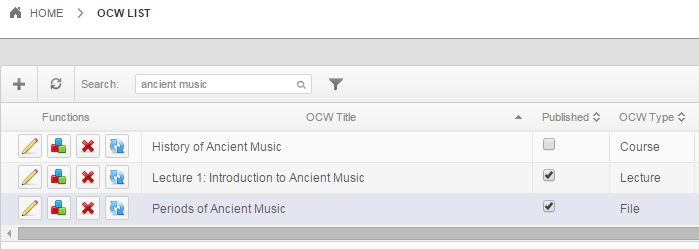 HOME > OCW LIST
Search: ancient music
Functions OCW Title Published OCW Type
History of Ancient Music Course
Lecture 1: Introduction to Ancient Music Lecture
Periods of Ancient Music File